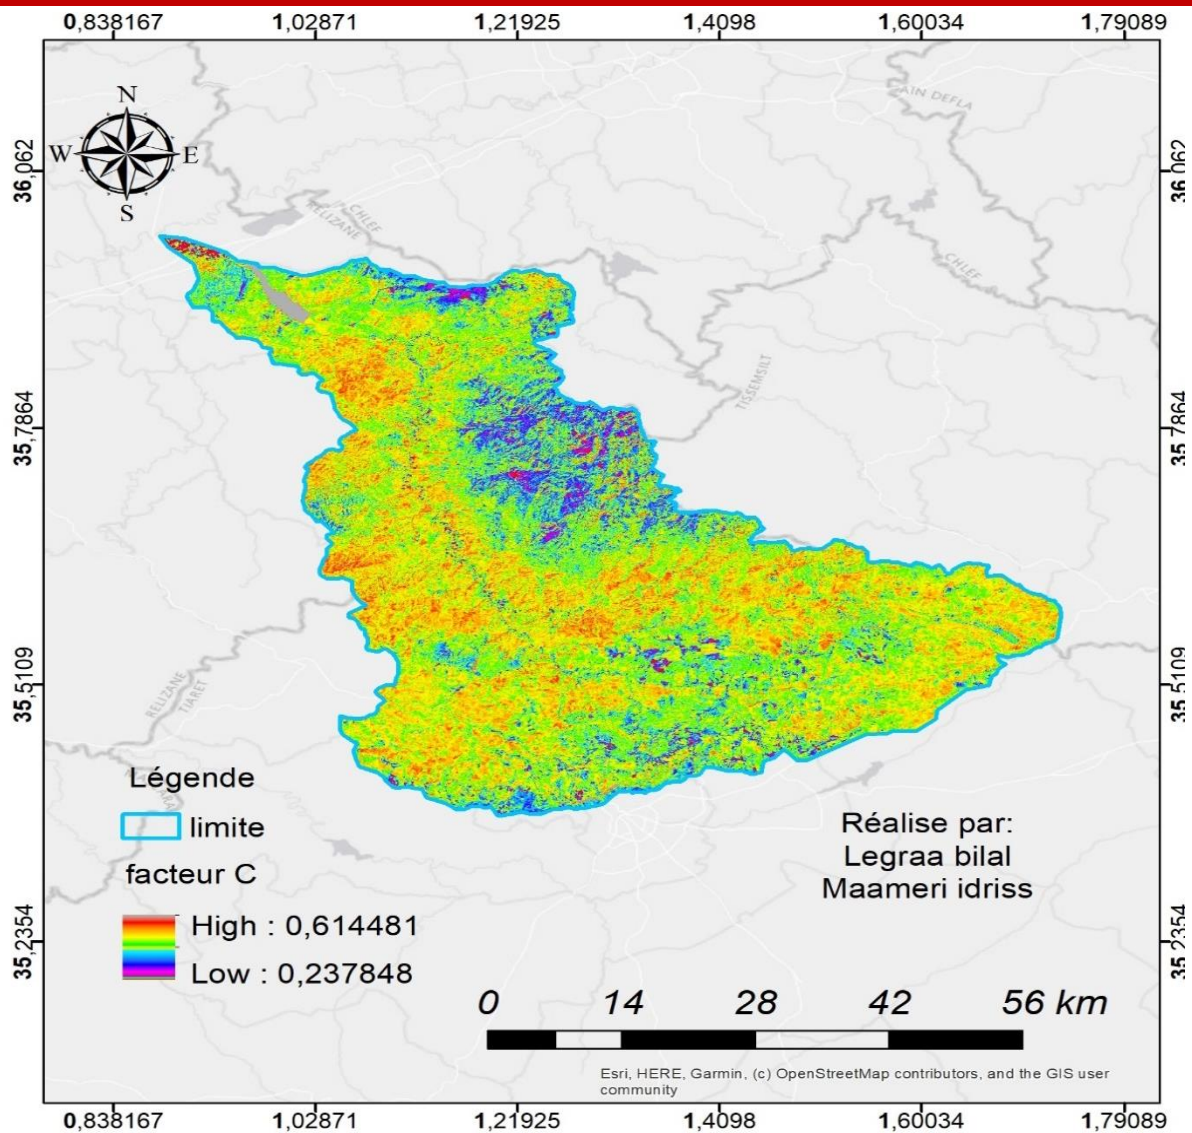 0,838167 1,02871 1,21925 1,4098 1,60034 1,79089
N
W E
S
AIN DEFLA
36,062 36,062
CHLEF
RELIZANE
CHLEF
TISSEMSILT
35,7864 35,7864
35,5109 35,5109
RELIZANE
TIARET
Légende
limite
facteur C
High : 0,614481
Low : 0,237848
Réalise par:
Legraa bilal
Maameri idriss
35,2354 35,2354
0 14 28 42 56 km
Esri, HERE, Garmin, (c) OpenStreetMap contributors, and the GIS user
community
0,838167 1,02871 1,21925 1,4098 1,60034 1,79089